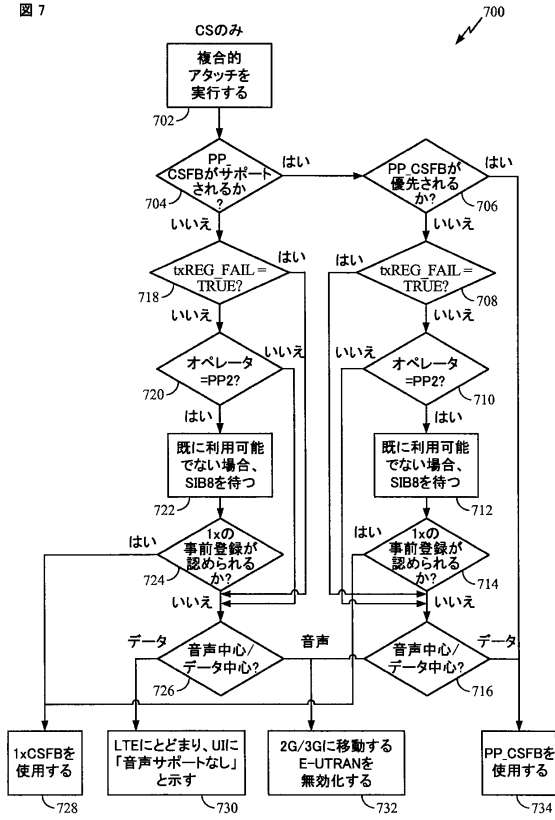 図 7
700
CSのみ
複合的
アタッチを
実行する
702
PP_
CSFBがサポート
されるか
?
704
はい
いいえ
PP_CSFBが
優先される
か?
706
はい
いいえ
txREG_FAIL =
TRUE?
718
はい
いいえ
txREG_FAIL =
TRUE?
708
はい
いいえ
オペレータ
=PP2?
720
いいえ
はい
オペレータ
=PP2?
710
いいえ
はい
既に利用可能
でない場合、
SIB8を待つ
722
既に利用可能
でない場合、
SIB8を待つ
712
1xの
事前登録が
認められる
か?
724
はい
いいえ
1xの
事前登録が
認められる
か?
714
はい
いいえ
音声中心/
データ中心?
726
データ
音声
音声中心/
データ中心?
716
データ
1xCSFBを
使用する
728
LTEにとどまり、UIに
「音声サポートなし」
と示す
730
2G/3Gに移動する
E-UTRANを
無効化する
732
PP_CSFBを
使用する
734